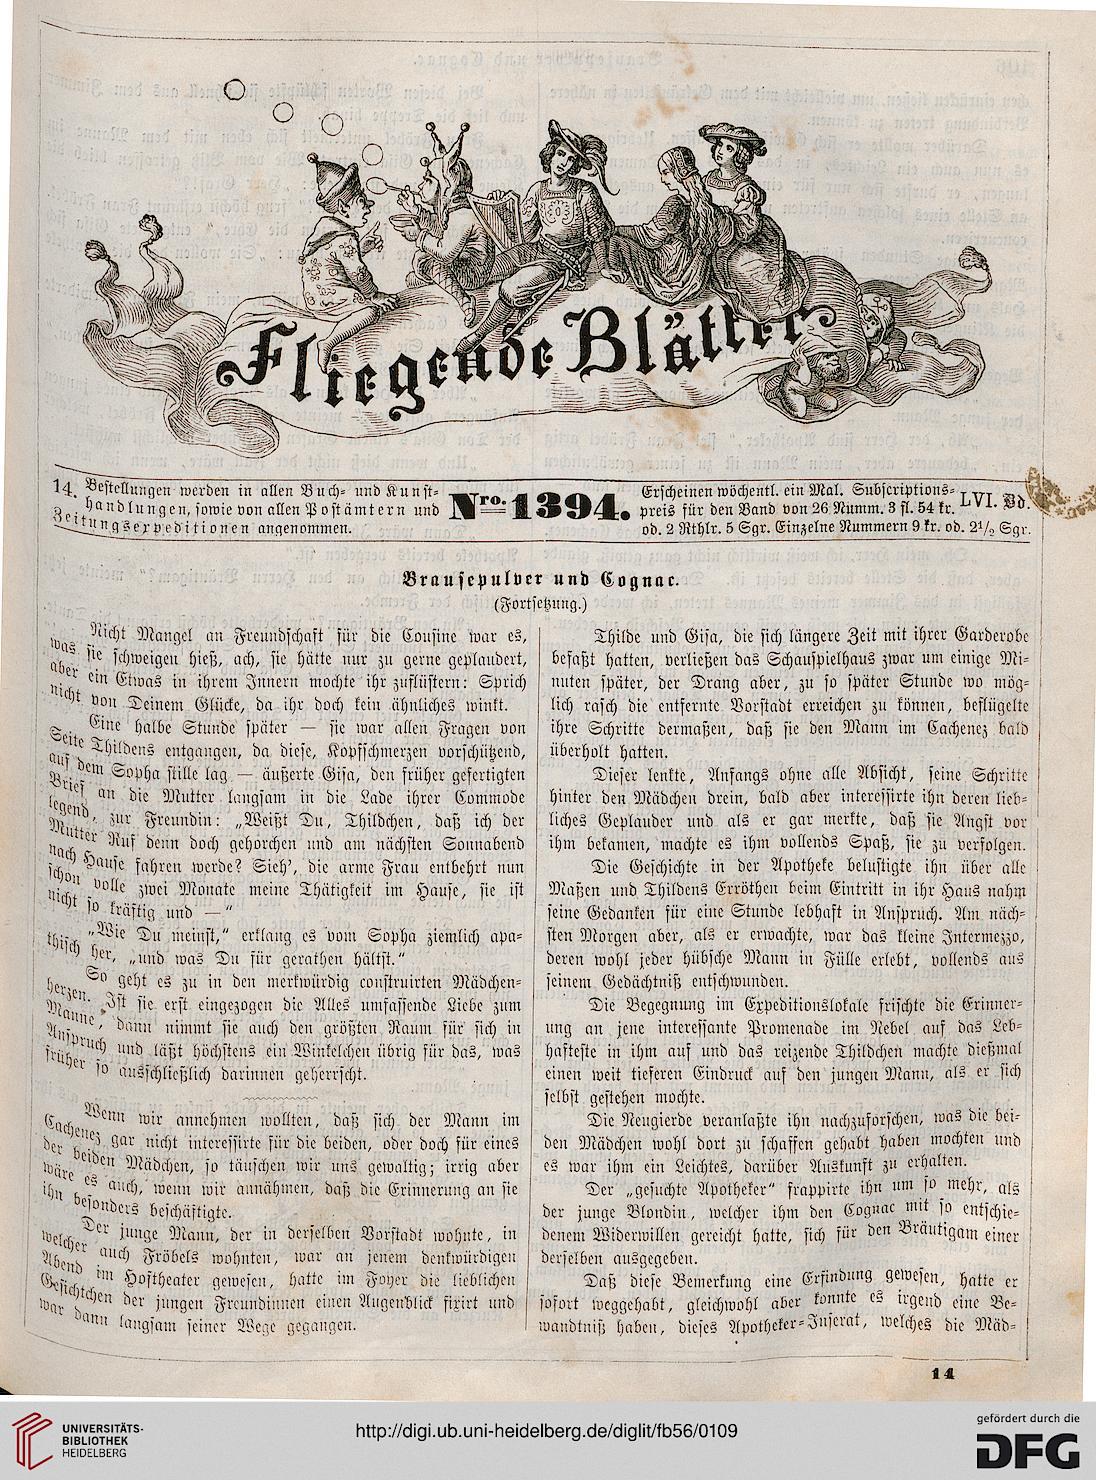 Fliegende Blätter
14. Bestellungen werden in allen Buch- und Kunst-
handlungen, sowie von allen Postämtern und
Zeitungsexpeditionen angenommen.
Nro. 1394.
Erscheinen wöchentl. ein Mal. Subscriptions-
preis für den Band von 26 Numm. 3 fl. 54 kr.
od. 2 Rthlr. 5 Sgr. Einzelne Nummern 9 kr. od. 2½ Sgr.
LVI. Bd.
Brausepulver und Cognac.
(Fortsetzung.)
Nicht Mangel an Freundschaft für die Cousine war es,
was sie schweigen hieß, ach, sie hätte nur zu gerne geplaudert,
aber ein Etwas in ihrem Innern mochte ihr zuflüstern: Sprich
nicht von Deinem Glücke, da ihr doch kein ähnliches winkt.
Eine halbe Stunde später — sie war allen Fragen von
Seite Thildens entgangen, da diese, Kopfschmerzen vorschützend,
auf dem Sopha stille lag — äußerte Gisa, den früher gefertigten
Brief an die Mutter langsam in die Lade ihrer Commode
legend, zur Freundin: „Weißt Du, Thildchen, daß ich der
Mutter Ruf denn doch gehorchen und am nächsten Sonnabend
nach Hause fahren werde? Sieh', die arme Frau entbehrt nun
schon volle zwei Monate meine Thätigkeit im Hause, sie ist
nicht so kräftig und —“
„Wie Du meinst,“ erklang es vom Sopha ziemlich apa-
thisch her, „und was Du für gerathen hältst.“
So geht es zu in den merkwürdig construirten Mädchen-
herzen. Ist sie erst eingezogen die Alles umfassende Liebe zum
Manne, dann nimmt sie auch den größten Raum für sich in
Anspruch und läßt höchstens ein Winkelchen übrig für das, was
früher so ausschließlich darinnen geherrscht.
Wenn wir annehmen wollten, daß sich der Mann im
Cachenez gar nicht interessirte für die beiden, oder doch für eines
der beiden Mädchen, so täuschen wir uns gewaltig; irrig aber
wäre es auch, wenn wir annähmen, daß die Erinnerung an sie
ihn besonders beschäftigte.
Der junge Mann, der in derselben Vorstadt wohnte, in
welcher auch Fröbels wohnten, war an jenem denkwürdigen
Abend im Hoftheater gewesen, hatte im Foyer die lieblichen
Gesichtchen der jungen Freundinnen einen Augenblick fixirt und
war dann langsam seiner Wege gegangen.
Thilde und Gisa, die sich längere Zeit mit ihrer Garderobe
befaßt hatten, verließen das Schauspielhaus zwar um einige Mi-
nuten später, der Drang aber, zu so später Stunde wo mög-
lich rasch die entfernte Vorstadt erreichen zu können, beflügelte
ihre Schritte dermaßen, daß sie den Mann im Cachenez bald
überholt hatten.
Dieser lenkte, Anfangs ohne alle Absicht, seine Schritte
hinter den Mädchen drein, bald aber interessirte ihn deren lieb-
liches Geplauder und als er gar merkte, daß sie Angst vor
ihm bekamen, machte es ihm vollends Spaß, sie zu verfolgen.
Die Geschichte in der Apotheke belustigte ihn über alle
Maßen und Thildens Erröthen beim Eintritt in ihr Haus nahm
seine Gedanken für eine Stunde lebhaft in Anspruch. Am näch-
sten Morgen aber, als er erwachte, war das kleine Intermezzo,
deren wohl jeder hübsche Mann in Fülle erlebt, vollends aus
seinem Gedächtniß entschwunden.
Die Begegnung im Expeditionslokale frischte die Erinner-
ung an jene interessante Promenade im Nebel auf das Leb-
hafteste in ihm auf und das reizende Thildchen machte dießmal
einen weit tieferen Eindruck auf den jungen Mann, als er sich
selbst gestehen mochte.
Die Neugierde veranlaßte ihn nachzuforschen, was die bei-
den Mädchen wohl dort zu schaffen gehabt haben mochten und
es war ihm ein Leichtes, darüber Auskunft zu erhalten.
Der „gesuchte Apotheker“ frappirte ihn um so mehr, als
der junge Blondin, welcher ihm den Cognac mit so entschie-
denem Widerwillen gereicht hatte, sich für den Bräutigam einer
derselben ausgegeben.
Daß diese Bemerkung eine Erfindung gewesen, hatte er
sofort weggehabt, gleichwohl aber konnte es irgend eine Be-
wandtniß haben, dieses Apotheker-Inserat, welches die Mäd-
14
UNIVERSITÄTS-
BIBLIOTHEK
HEIDELBERG
http://digi.ub.uni-heidelberg.de/diglit/fb56/0109
gefördert durch die
DFG